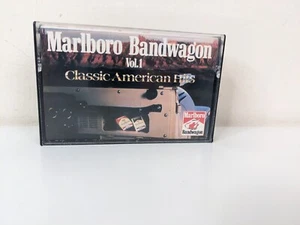 Marlboro Bandwagon
Vol.1
Classic American Hits
Marlboro
Bandwagon